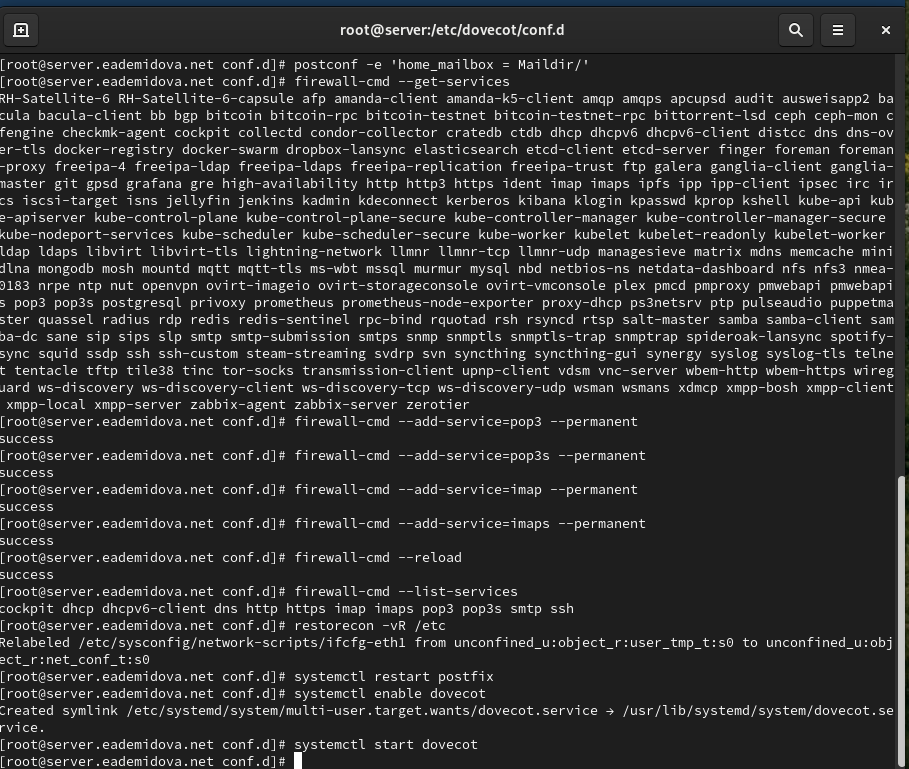 root@server:/etc/dovecot/conf.d
[root@server.eademidova.net conf.d]# postconf -e 'home_mailbox = Maildir/'
[root@server.eademidova.net conf.d]# firewall-cmd --get-services
RH-Satellite-6 RH-Satellite-6-capsule afp amanda-client amanda-k5-client amqp amqps apcupsd audit ausweisapp2 ba
cula bacula-client bb bgp bitcoin bitcoin-rpc bitcoin-testnet bitcoin-testnet-rpc bittorrent-lsd ceph ceph-mon c
fengine checkmk-agent cockpit collectd condor-collector cratedb ctdb dhcp dhcpv6 dhcpv6-client distcc dns dns-ov
er-tls docker-registry docker-swarm dropbox-lansync elasticsearch etcd-client etcd-server finger foreman foreman
-proxy freeipa-4 freeipa-ldap freeipa-ldaps freeipa-replication freeipa-trust ftp galera ganglia-client ganglia-
master git gpsd grafana gre high-availability http http3 https ident imap imaps ipfs ipp ipp-client ipsec irc ir
cs iscsi-target isns jellyfin jenkins kadmin kdeconnect kerberos kibana klogin kpasswd kprop kshell kube-api kub
e-apiserver kube-control-plane kube-control-plane-secure kube-controller-manager kube-controller-manager-secure
kube-nodeport-services kube-scheduler kube-scheduler-secure kube-worker kubelet kubelet-readonly kubelet-worker
ldap ldaps libvirt libvirt-tls lightning-network llmnr llmnr-tcp llmnr-udp managesieve matrix mdns memcache mini
dlna mongodb mosh mountd mqtt mqtt-tls ms-wbt mssql murmur mysql nbd netbios-ns netdata-dashboard nfs nfs3 nmea-
0183 nrpe ntp nut openvpn ovirt-imageio ovirt-storageconsole ovirt-vmconsole plex pmcd pmproxy pmwebapi pmwebapi
s pop3 pop3s postgresql privoxy prometheus prometheus-node-exporter proxy-dhcp ps3netsrv ptp pulseaudio puppetma
ster quassel radius rdp redis redis-sentinel rpc-bind rquotad rsh rsyncd rtsp salt-master samba samba-client sam
ba-dc sane sip sips slp smtp smtp-submission smtps snmp snmptls snmptls-trap snmptrap spideroak-lansync spotify-
sync squid ssdp ssh ssh-custom steam-streaming svdrp svn syncthing syncthing-gui synergy syslog syslog-tls telne
t tentacle tftp tile38 tinc tor-socks transmission-client upnp-client vdsm vnc-server wbem-http wbem-https wireg
uard ws-discovery ws-discovery-client ws-discovery-tcp ws-discovery-udp wsman wsmans xdmcp xmpp-bosh xmpp-client
xmpp-local xmpp-server zabbix-agent zabbix-server zerotier
[root@server.eademidova.net conf.d]# firewall-cmd --add-service=pop3 --permanent
success
[root@server.eademidova.net conf.d]# firewall-cmd --add-service=pop3s --permanent
success
[root@server.eademidova.net conf.d]# firewall-cmd --add-service=imap --permanent
success
[root@server.eademidova.net conf.d]# firewall-cmd --add-service=imaps --permanent
success
[root@server.eademidova.net conf.d]# firewall-cmd --reload
success
[root@server.eademidova.net conf.d]# firewall-cmd --list-services
cockpit dhcp dhcpv6-client dns http https imap imaps pop3 pop3s smtp ssh
[root@server.eademidova.net conf.d]# restorecon -vR /etc
Relabeled /etc/sysconfig/network-scripts/ifcfg-eth1 from unconfined_u:object_r:user_tmp_t:s0 to unconfined_u:obj
ect_r:net_conf_t:s0
[root@server.eademidova.net conf.d]# systemctl restart postfix
[root@server.eademidova.net conf.d]# systemctl enable dovecot
Created symlink /etc/systemd/system/multi-user.target.wants/dovecot.service → /usr/lib/systemd/system/dovecot.se
rvice.
[root@server.eademidova.net conf.d]# systemctl start dovecot
[root@server.eademidova.net conf.d]#